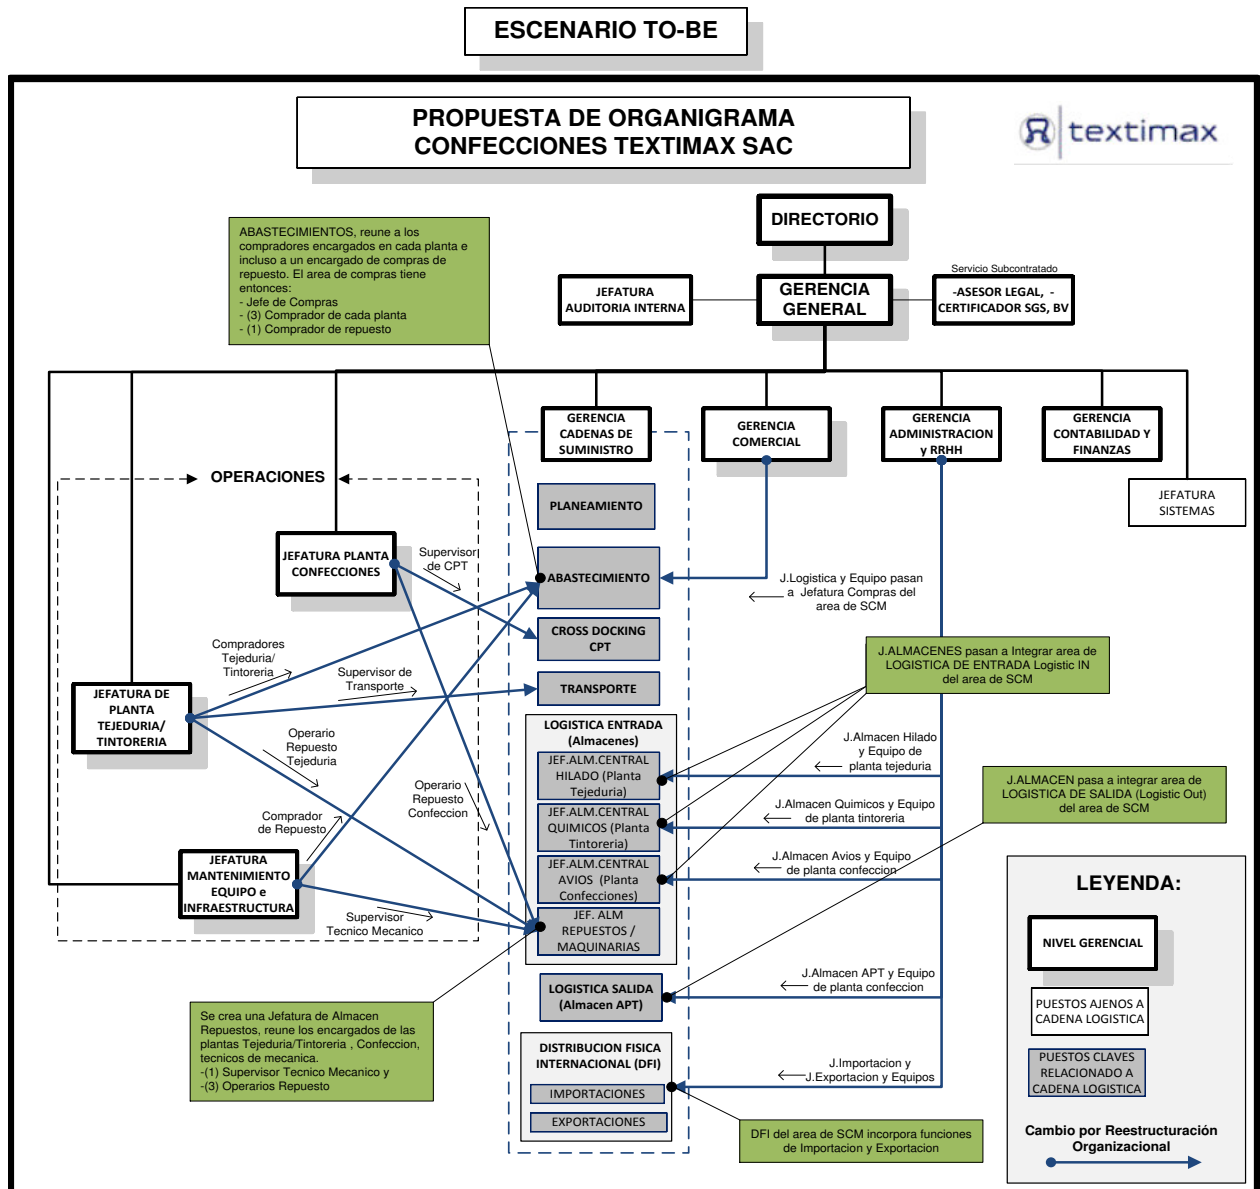 ESCENARIO TO-BE
PROPUESTA DE ORGANIGRAMA
CONFECCIONES TEXTIMAX SAC
textimax
ABASTECIMIENTOS, reune a los
compradores encargados en cada planta e
incluso a un encargado de compras de
repuesto. El area de compras tiene
entonces:
- Jefe de Compras
- (3) Comprador de cada planta
- (1) Comprador de repuesto
DIRECTORIO
JEFATURA
AUDITORIA INTERNA
GERENCIA
GENERAL
Servicio Subcontratado
-ASESOR LEGAL, -
CERTIFICADOR SGS, BV
GERENCIA
CADENAS DE
SUMINISTRO
GERENCIA
COMERCIAL
GERENCIA
ADMINISTRACION
y RRHH
GERENCIA
CONTABILIDAD Y
FINANZAS
JEFATURA
SISTEMAS
OPERACIONES
PLANEAMIENTO
JEFATURA PLANTA
CONFECCIONES
Supervisor
de CPT
ABASTECIMIENTO
J.Logistica y Equipo pasan
a Jefatura Compras del
area de SCM
CROSS DOCKING
CPT
Compradores
Tejeduria/
Tintoreria
Supervisor de
Transporte
TRANSPORTE
J.ALMACENES pasan a Integrar area de
LOGISTICA DE ENTRADA Logistic IN
del area de SCM
JEFATURA DE
PLANTA
TEJEDURIA/
TINTORERIA
LOGISTICA ENTRADA
(Almacenes)
Operario
Repuesto
Tejeduria
JEF.ALM.CENTRAL
HILADO (Planta
Tejeduria)
J.Almacen Hilado
y Equipo de
planta tejeduria
J.ALMACEN pasa a integrar area de
LOGISTICA DE SALIDA (Logistic Out)
del area de SCM
Operario
Repuesto
Confeccion
Comprador
de Repuesto
JEF.ALM.CENTRAL
QUIMICOS (Planta
Tintoreria)
J.Almacen Quimicos y Equipo
de planta tintoreria
JEFATURA
MANTENIMIENTO
EQUIPO e
INFRAESTRUCTURA
JEF.ALM.CENTRAL
AVIOS (Planta
Confecciones)
J.Almacen Avios y Equipo
de planta confeccion
Supervisor
Tecnico Mecanico
JEF. ALM
REPUESTOS /
MAQUINARIAS
LOGISTICA SALIDA
(Almacen APT)
J.Almacen APT y Equipo
de planta confeccion
Se crea una Jefatura de Almacen
Repuestos, reune los encargados de las
plantas Tejeduria/Tintoreria , Confeccion,
tecnicos de mecanica.
-(1) Supervisor Tecnico Mecanico y
-(3) Operarios Repuesto
DISTRIBUCION FISICA
INTERNACIONAL (DFI)
IMPORTACIONES
EXPORTACIONES
J.Importacion y
J.Exportacion y Equipos
DFI del area de SCM incorpora funciones
de Importacion y Exportacion
LEYENDA:
NIVEL GERENCIAL
PUESTOS AJENOS A
CADENA LOGISTICA
PUESTOS CLAVES
RELACIONADO A
CADENA LOGISTICA
Cambio por Reestructuración
Organizacional